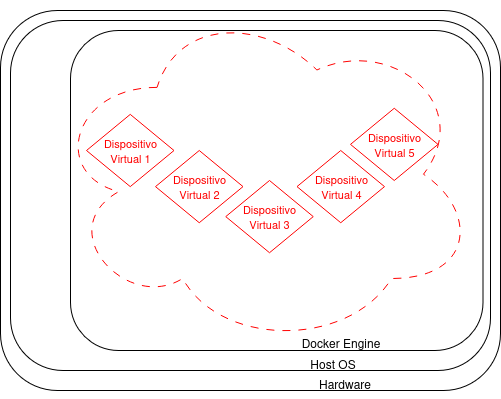 Dispositivo
Virtual 1
Dispositivo
Virtual 2
Dispositivo
Virtual 3
Dispositivo
Virtual 4
Dispositivo
Virtual 5
Docker Engine
Host OS
Hardware